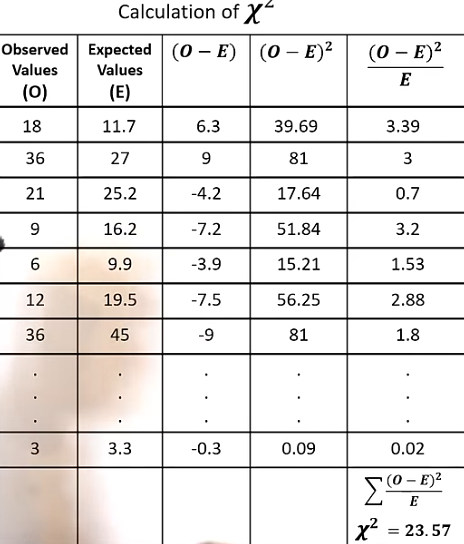 Calculation of χ²
Observed Values (O) | Expected Values (E) | (O − E) | (O − E)² | (O − E)² / E
18 | 11.7 | 6.3 | 39.69 | 3.39
36 | 27 | 9 | 81 | 3
21 | 25.2 | -4.2 | 17.64 | 0.7
9 | 16.2 | -7.2 | 51.84 | 3.2
6 | 9.9 | -3.9 | 15.21 | 1.53
12 | 19.5 | -7.5 | 56.25 | 2.88
36 | 45 | -9 | 81 | 1.8
. | . | . | . | .
. | . | . | . | .
. | . | . | . | .
3 | 3.3 | -0.3 | 0.09 | 0.02
∑ (O − E)² / E
χ² = 23.57